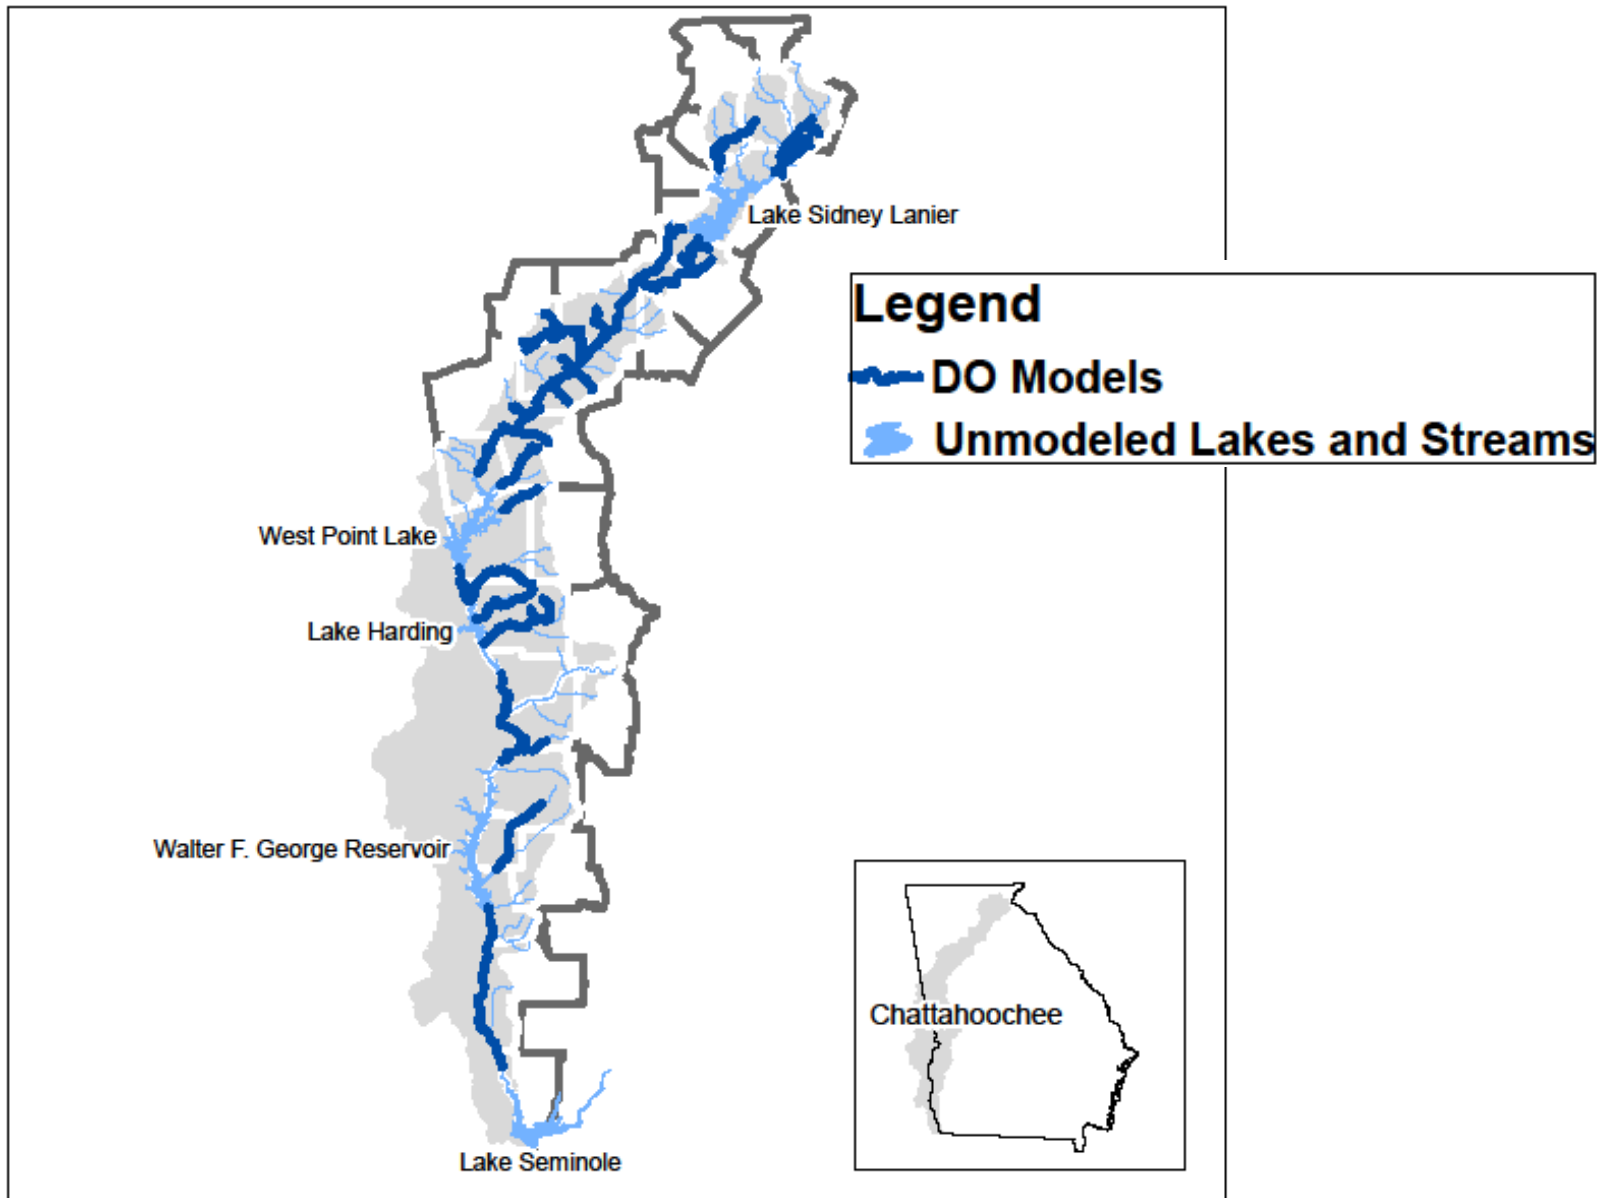 Lake Sidney Lanier
Legend
DO Models
Unmodeled Lakes and Streams
West Point Lake
Lake Harding
Walter F. George Reservoir
Chattahoochee
Lake Seminole